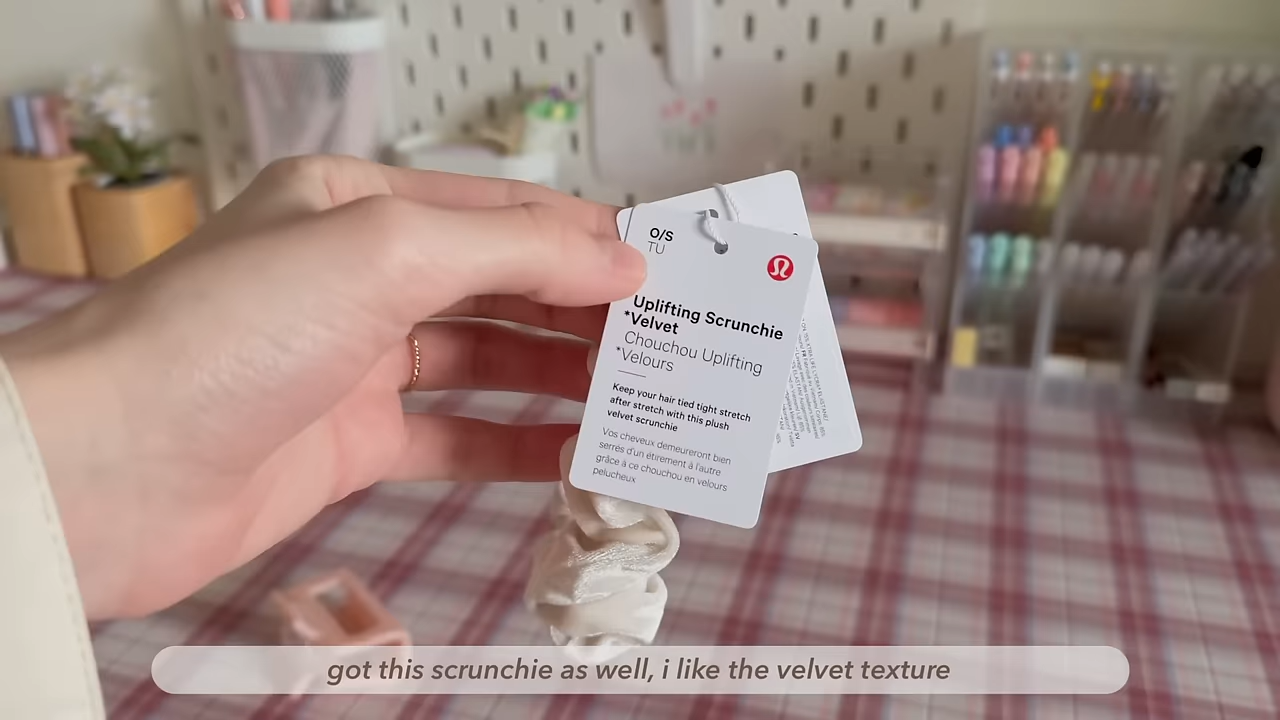 O/S
TU
Uplifting Scrunchie
*Velvet
Chouchou Uplifting
*Velours
Keep your hair tied tight stretch
after stretch with this plush
velvet scrunchie
Vos cheveux demeureront bien
serrés d'un étirement à l'autre
grâce à ce chouchou en velours
pelucheux
got this scrunchie as well, i like the velvet texture